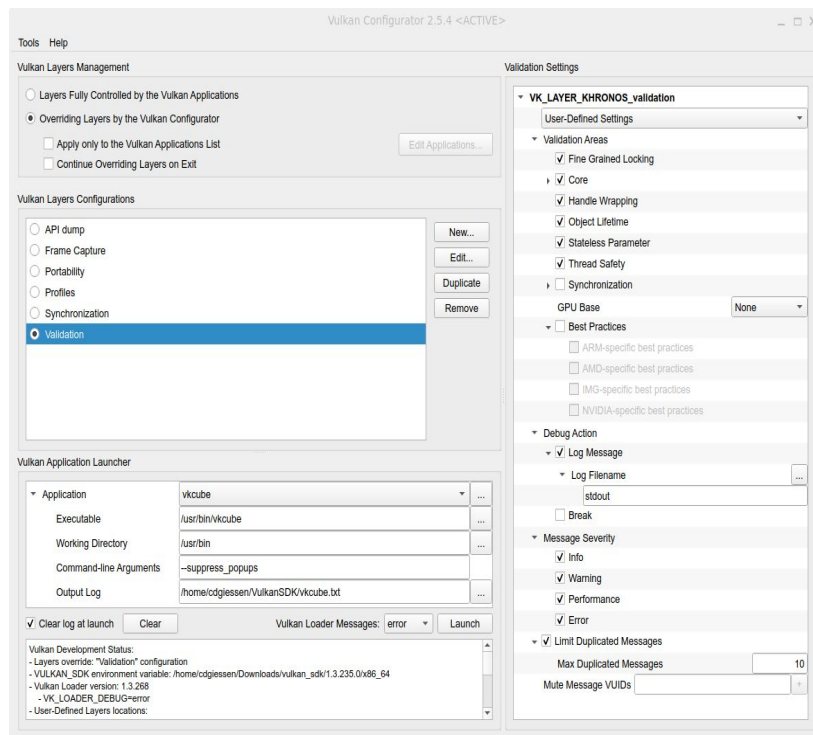 Vulkan Configurator 2.5.4 <ACTIVE>
Tools Help
Vulkan Layers Management
Layers Fully Controlled by the Vulkan Applications
Overriding Layers by the Vulkan Configurator
Apply only to the Vulkan Applications List
Edit Applications...
Continue Overriding Layers on Exit
Vulkan Layers Configurations
API dump
Frame Capture
Portability
Profiles
Synchronization
Validation
New...
Edit...
Duplicate
Remove
Vulkan Application Launcher
Application vkcube ...
Executable /usr/bin/vkcube ...
Working Directory /usr/bin ...
Command-line Arguments --suppress_popups
Output Log /home/cdgiessen/VulkanSDK/vkcube.txt ...
Clear log at launch Clear Vulkan Loader Messages: error Launch
Vulkan Development Status:
- Layers override: "Validation" configuration
- VULKAN_SDK environment variable: /home/cdgiessen/Downloads/vulkan_sdk/1.3.235.0/x86_64
- Vulkan Loader version: 1.3.268
- VK_LOADER_DEBUG=error
- User-Defined Layers locations:
Validation Settings
VK_LAYER_KHRONOS_validation
User-Defined Settings
Validation Areas
Fine Grained Locking
Core
Handle Wrapping
Object Lifetime
Stateless Parameter
Thread Safety
Synchronization
GPU Base None
Best Practices
ARM-specific best practices
AMD-specific best practices
IMG-specific best practices
NVIDIA-specific best practices
Debug Action
Log Message
Log Filename ...
stdout
Break
Message Severity
Info
Warning
Performance
Error
Limit Duplicated Messages
Max Duplicated Messages 10
Mute Message VUIDs +